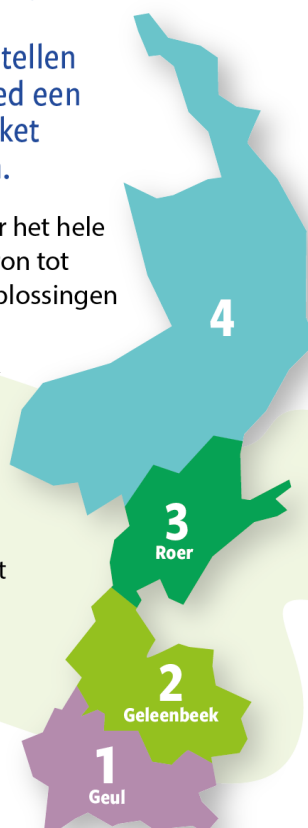 tellen
ed een
ket
.
r het hele
on tot
plossingen
4
3
Roer
t
2
Geleenbeek
1
Geul